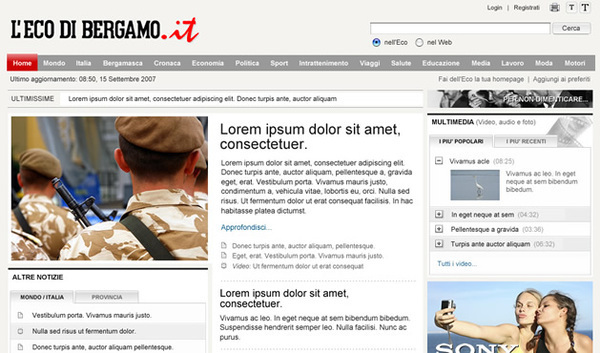 Login | Registrati
T T
L'ECO DI BERGAMO.it
Cerca
nell'Eco nel Web
Home Mondo Italia Bergamasca Cronaca Economia Politica Sport Intrattenimento Viaggi Salute Educazione Media Lavoro Moda Motori
Ultimo aggiornamento: 08:50, 15 Settembre 2007
Fai dell'Eco la tua homepage | Aggiungi ai preferiti
ULTIMISSIME Lorem ipsum dolor sit amet, consectetuer adipiscing elit. Donec turpis ante, auctor aliquam
PER NON DIMENTICARE...
Lorem ipsum dolor sit amet,
consectetuer.
Lorem ipsum dolor sit amet, consectetuer adipiscing elit.
Donec turpis ante, auctor aliquam, pellentesque a, gravida
eget, erat. Vestibulum porta. Vivamus mauris justo,
condimentum a, vehicula vitae, lobortis eu, orci. Nulla sed
risus. Ut fermentum dolor ut erat consequat facilisis. In hac
habitasse platea dictumst.
Approfondisci...
Donec turpis ante, auctor aliquam, pellentesque.
Eget, erat. Vestibulum porta. Vivamus mauris justo.
Video: Ut fermentum dolor ut erat consequat
Lorem ipsum dolor sit amet,
consectetuer.
Vivamus ac leo. In eget neque at sem bibendum bibedum.
Suspendisse hendrerit semper leo. Nulla facilisi. Nunc ac
purus.
ALTRE NOTIZIE
MONDO / ITALIA PROVINCIA
Vestibulum porta. Vivamus mauris justo.
Nulla sed risus ut fermentum dolor.
Donec turpis ante, auctor aliquam, pellentesque
MULTIMEDIA (Video, audio e foto)
I PIU' POPOLARI I PIU' RECENTI
Vivamus acle (08:25)
Vivamus ac leo. In
eget neque at sem
bibendum bibedum.
In eget neque at sem (04:32)
Pellentesque a gravida (03:36)
Turpis ante auctor aliquam (06:32)
Tutti i video...
SONY